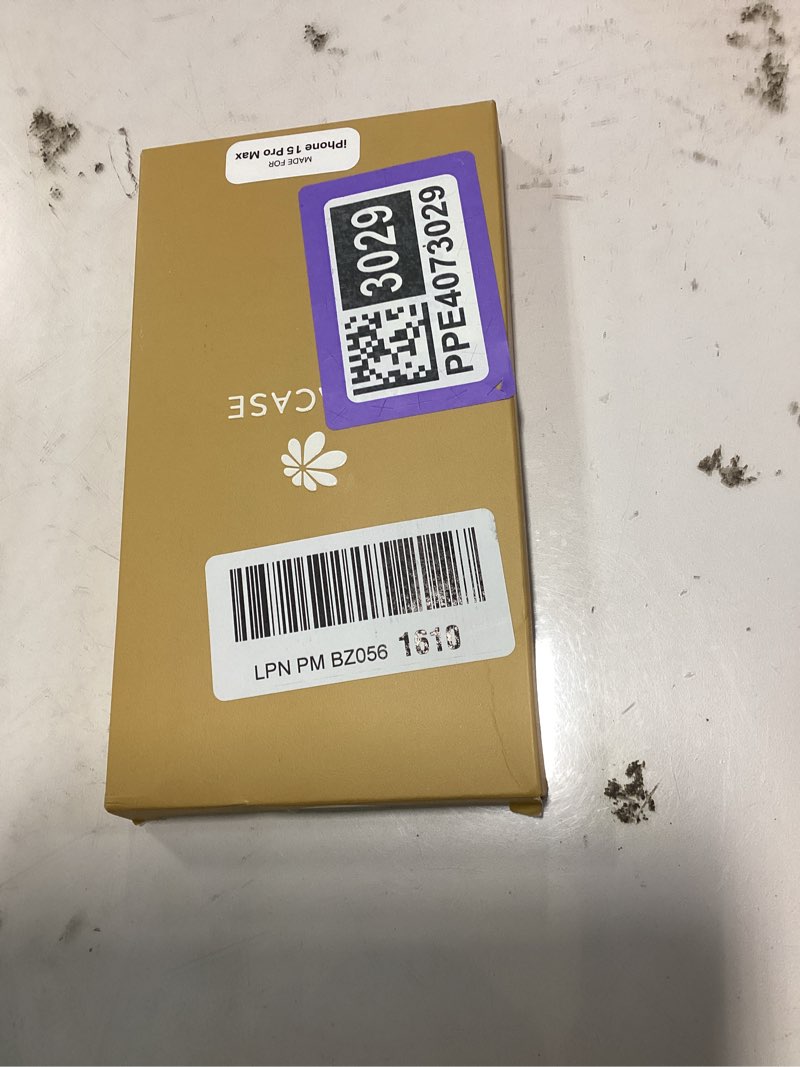 MADE FOR
iPhone 15 Pro Max
3029
PPE4073029
CASE
LPN PM BZ056 1610